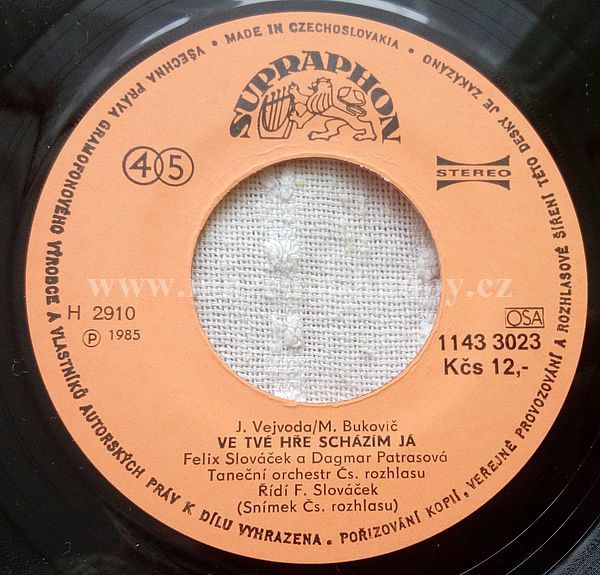 VŠECHNA PRÁVA GRAMOFONOVÉHO VÝROBCE A VLASTNÍKŮ AUTORSKÝCH PRÁV K DÍLU VYHRAZENA. POŘIZOVÁNÍ KOPIÍ, VEŘEJNÉ PROVOZOVÁNÍ A ROZHLASOVÉ ŠÍŘENÍ TÉTO DESKY JE ZAKÁZÁNO
• MADE IN CZECHOSLOVAKIA •
SUPRAPHON
45
STEREO
H 2910
℗ 1985
OSA
1143 3023
Kčs 12,-
J. Vejvoda/M. Bukovič
VE TVÉ HŘE SCHÁZÍM JÁ
Felix Slováček a Dagmar Patrasová
Taneční orchestr Čs. rozhlasu
Řídí F. Slováček
(Snímek Čs. rozhlasu)